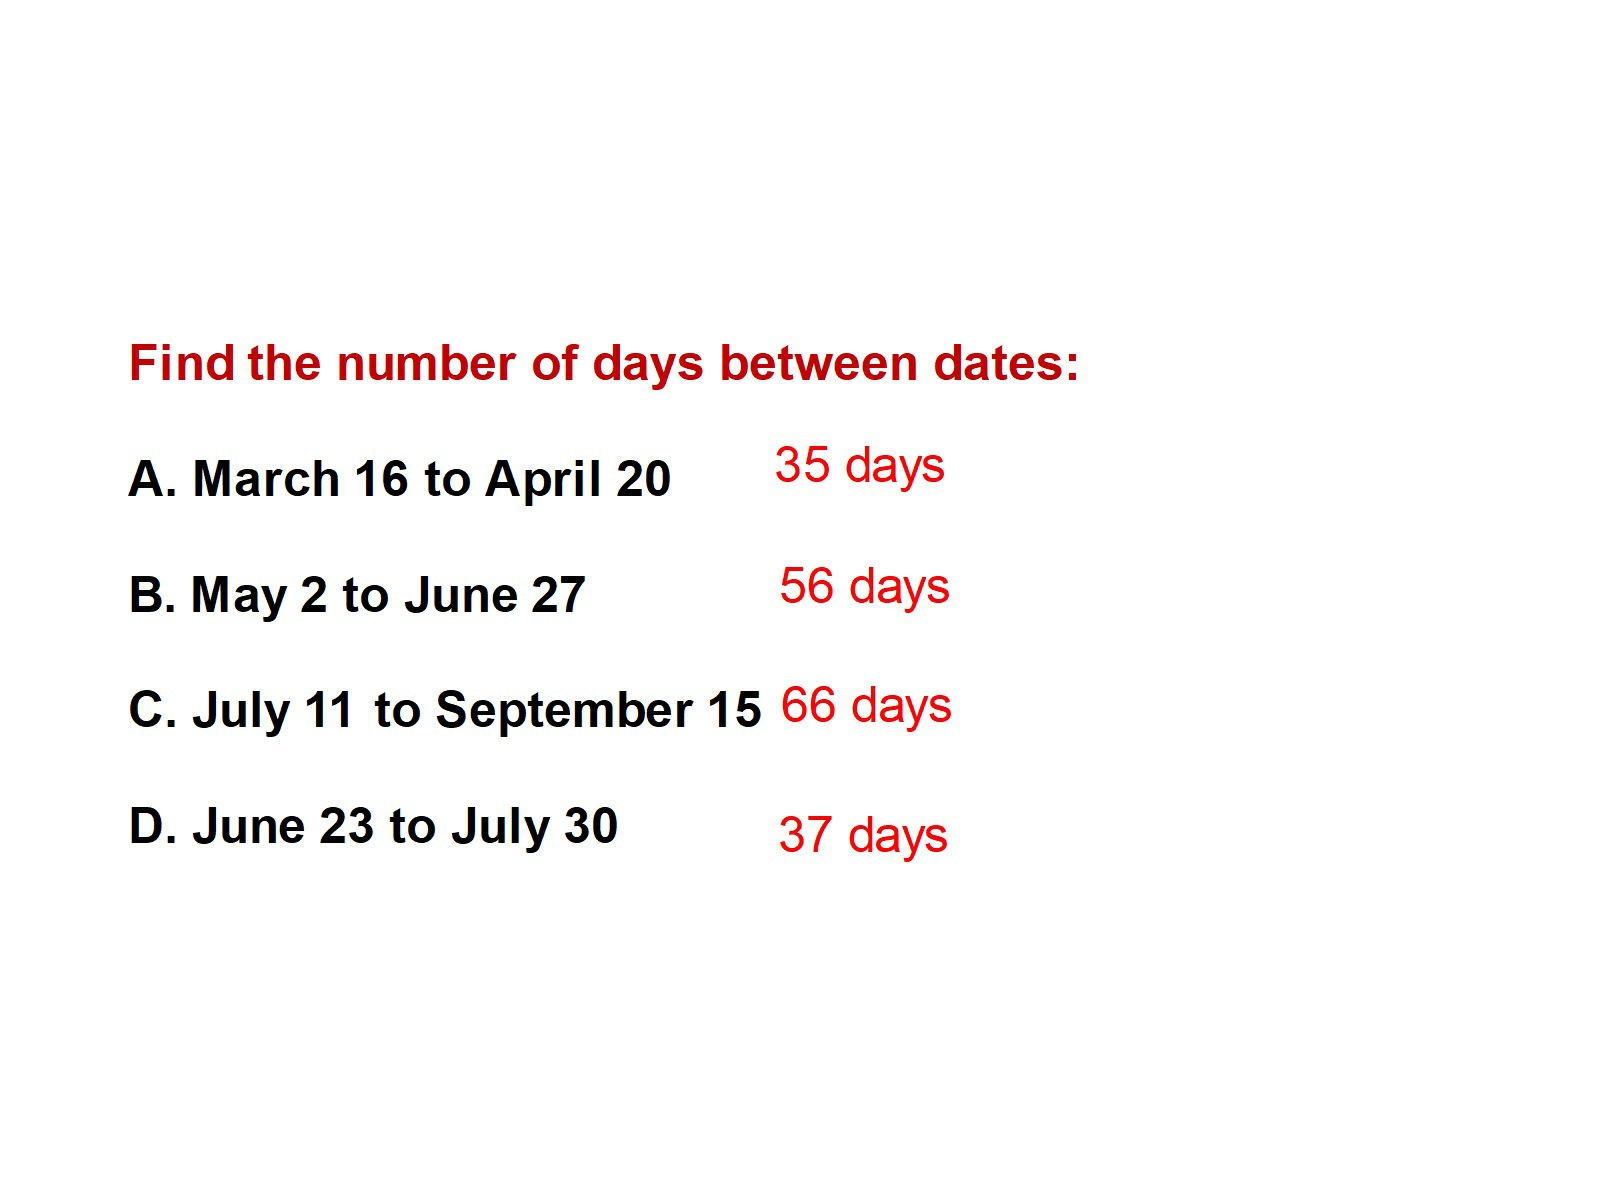 Find the number of days between dates:
A. March 16 to April 20 35 days
B. May 2 to June 27 56 days
C. July 11 to September 15 66 days
D. June 23 to July 30 37 days